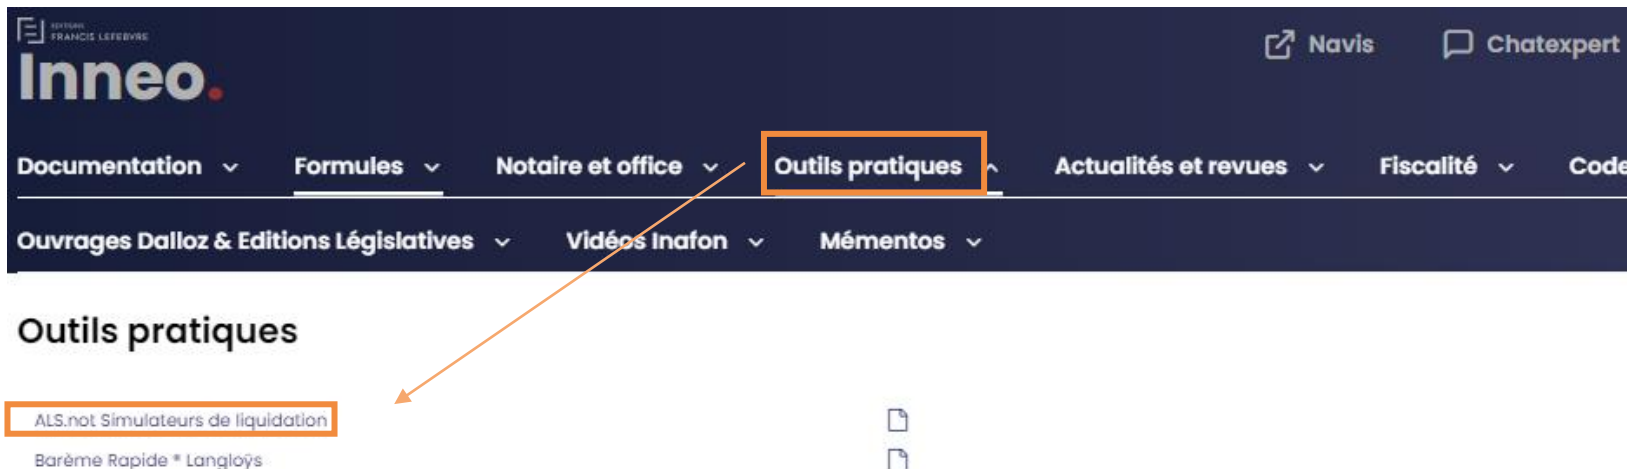 EDITIONS
FRANCIS LEFEBVRE
Inneo.
Navis
Chatexpert
Documentation
Formules
Notaire et office
Outils pratiques
Actualités et revues
Fiscalité
Code
Ouvrages Dalloz & Editions Législatives
Vidéos Inafon
Mémentos
Outils pratiques
ALS.not Simulateurs de liquidation
Barème Rapide * Langloÿs